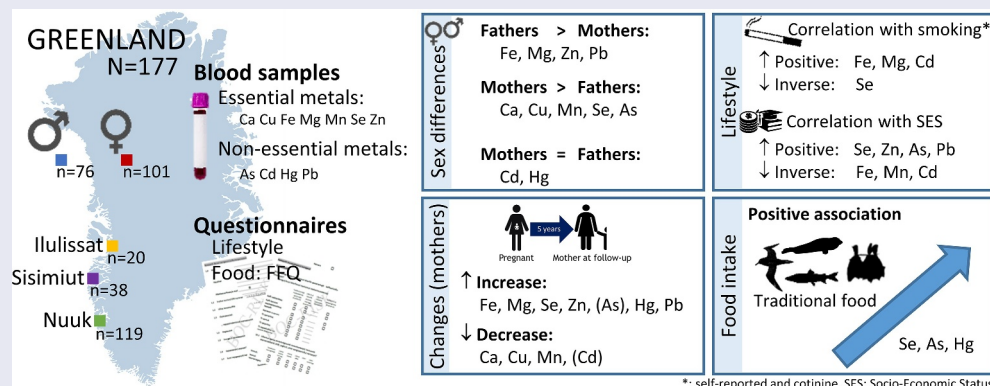 GREENLAND
N=177
n=76
n=101
Ilulissat
n=20
Sisimiut
n=38
Nuuk
n=119
Blood samples
Essential metals:
Ca Cu Fe Mg Mn Se Zn
Non-essential metals:
As Cd Hg Pb
Questionnaires
Lifestyle
Food: FFQ
Sex differences
Fathers > Mothers:
Fe, Mg, Zn, Pb
Mothers > Fathers:
Ca, Cu, Mn, Se, As
Mothers = Fathers:
Cd, Hg
Lifestyle
Correlation with smoking*
↑ Positive: Fe, Mg, Cd
↓ Inverse: Se
Correlation with SES
↑ Positive: Se, Zn, As, Pb
↓ Inverse: Fe, Mn, Cd
Changes (mothers)
5 years
Pregnant
Mother at follow-up
↑ Increase:
Fe, Mg, Se, Zn, (As), Hg, Pb
↓ Decrease:
Ca, Cu, Mn, (Cd)
Food intake
Positive association
Traditional food
Se, As, Hg
*: self-reported and cotinine. SES: Socio-Economic Status